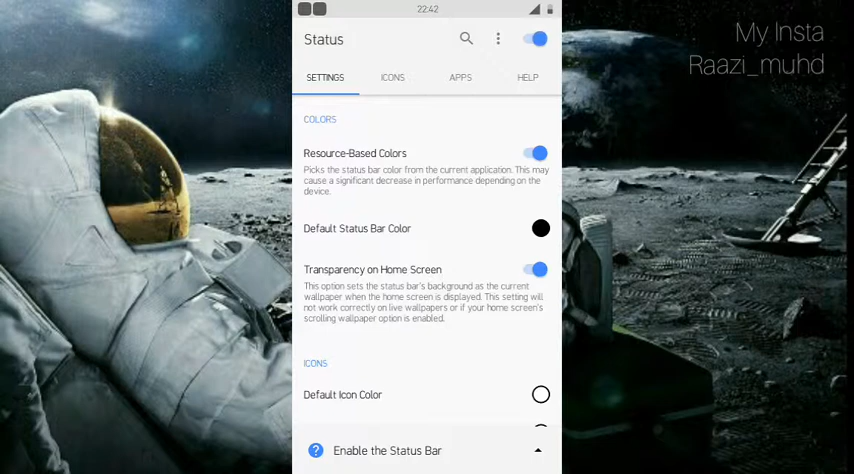 22:42
My Insta
Raazi_muhd
Status
SETTINGS
ICONS
APPS
HELP
COLORS
Resource-Based Colors
Picks the status bar color from the current application. This may
cause a significant decrease in performance depending on the
device.
Default Status Bar Color
Transparency on Home Screen
This option sets the status bar's background as the current
wallpaper when the home screen is displayed. This setting will
not work correctly on live wallpapers or if your home screen's
scrolling wallpaper option is enabled.
ICONS
Default Icon Color
? Enable the Status Bar